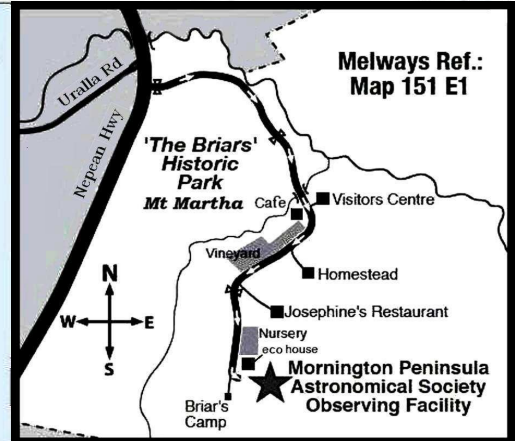 Melways Ref.:
Map 151 E1
Uralla Rd
Nepean Hwy
'The Briars'
Historic
Park
Mt Martha
Cafe
Visitors Centre
Vineyard
Homestead
N
W
E
S
Josephine's Restaurant
Nursery
eco house
Mornington Peninsula
Astronomical Society
Observing Facility
Briar's
Camp